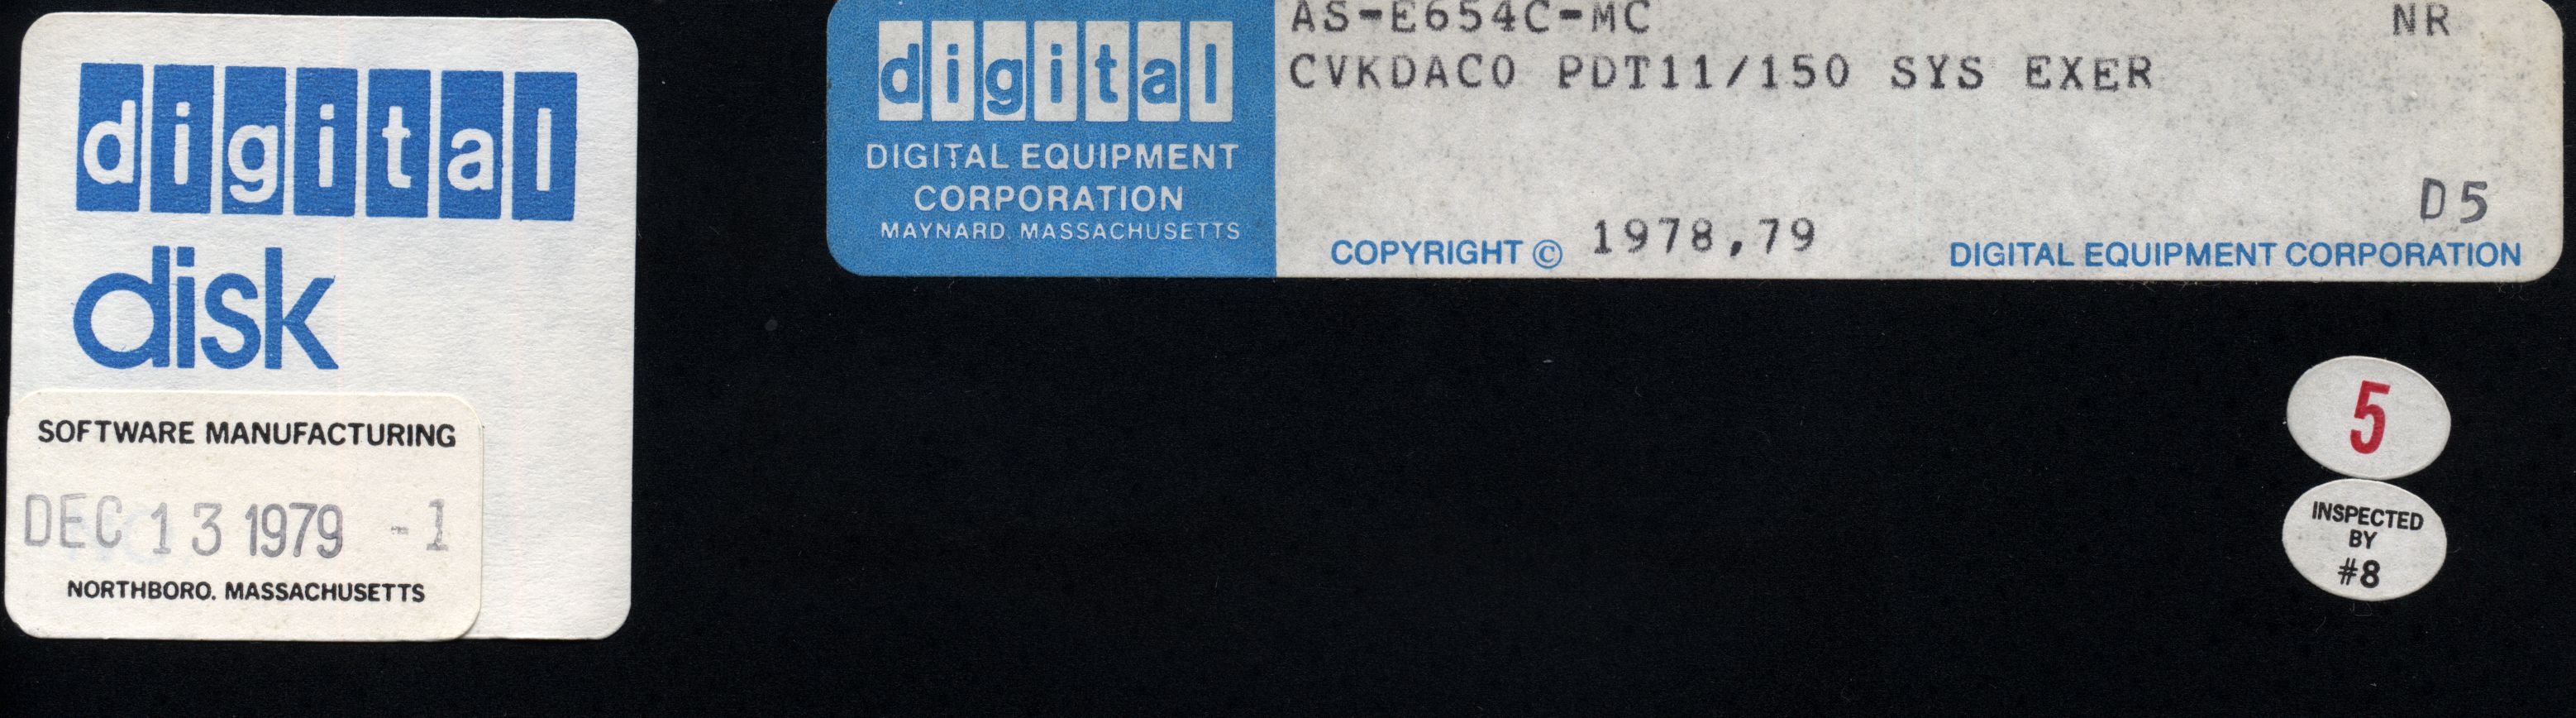 digital
disk
SOFTWARE MANUFACTURING
DEC 13 1979 -1
NORTHBORO. MASSACHUSETTS
digital
DIGITAL EQUIPMENT
CORPORATION
MAYNARD, MASSACHUSETTS
AS-E654C-MC NR
CVKDAC0 PDT11/150 SYS EXER
D5
COPYRIGHT © 1978,79 DIGITAL EQUIPMENT CORPORATION
5
INSPECTED
BY
#8